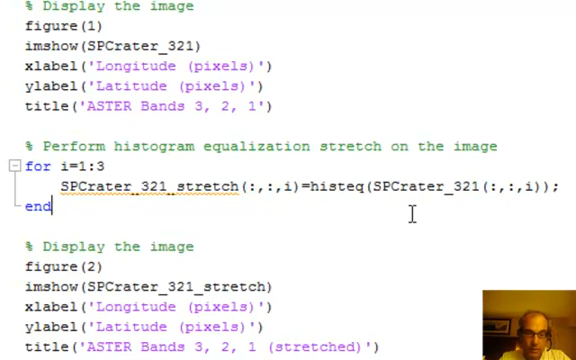 % Display the image
figure(1)
imshow(SPCrater_321)
xlabel('Longitude (pixels)')
ylabel('Latitude (pixels)')
title('ASTER Bands 3, 2, 1')
% Perform histogram equalization stretch on the image
for i=1:3
SPCrater_321_stretch(:,:,i)=histeq(SPCrater_321(:,:,i));
end
% Display the image
figure(2)
imshow(SPCrater_321_stretch)
xlabel('Longitude (pixels)')
ylabel('Latitude (pixels)')
title('ASTER Bands 3, 2, 1 (stretched)')